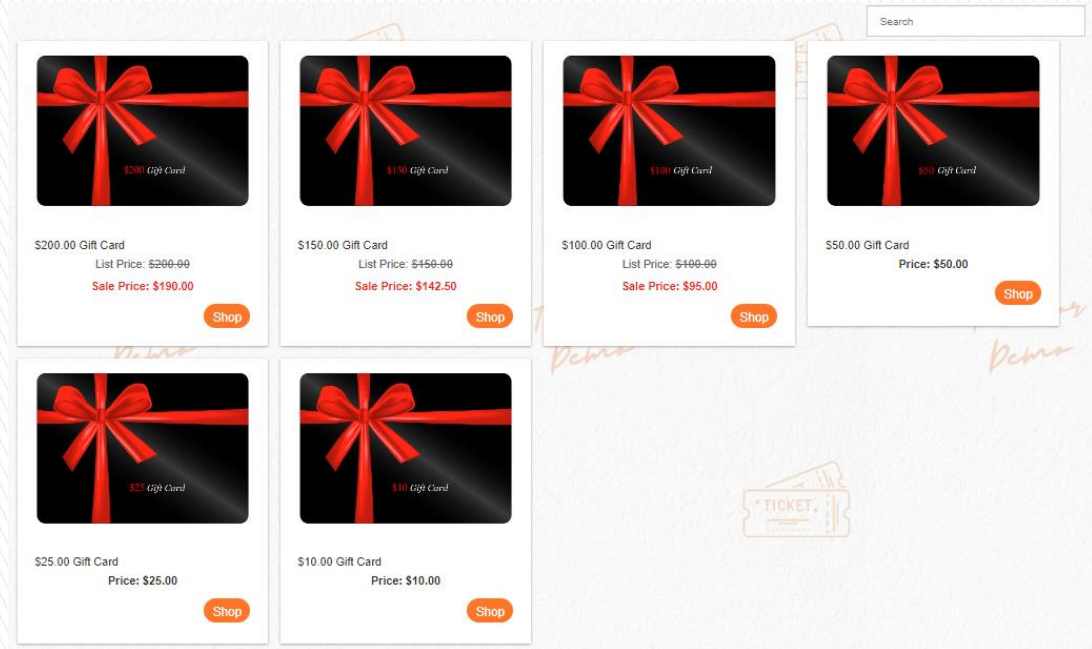 Search
$200 Gift Card
$200.00 Gift Card
List Price: $200.00
Sale Price: $190.00
Shop
$150 Gift Card
$150.00 Gift Card
List Price: $150.00
Sale Price: $142.50
Shop
$100 Gift Card
$100.00 Gift Card
List Price: $100.00
Sale Price: $95.00
Shop
$50 Gift Card
$50.00 Gift Card
Price: $50.00
Shop
Demo
Demo
Demo
$25 Gift Card
$25.00 Gift Card
Price: $25.00
Shop
$10 Gift Card
$10.00 Gift Card
Price: $10.00
Shop
TICKET